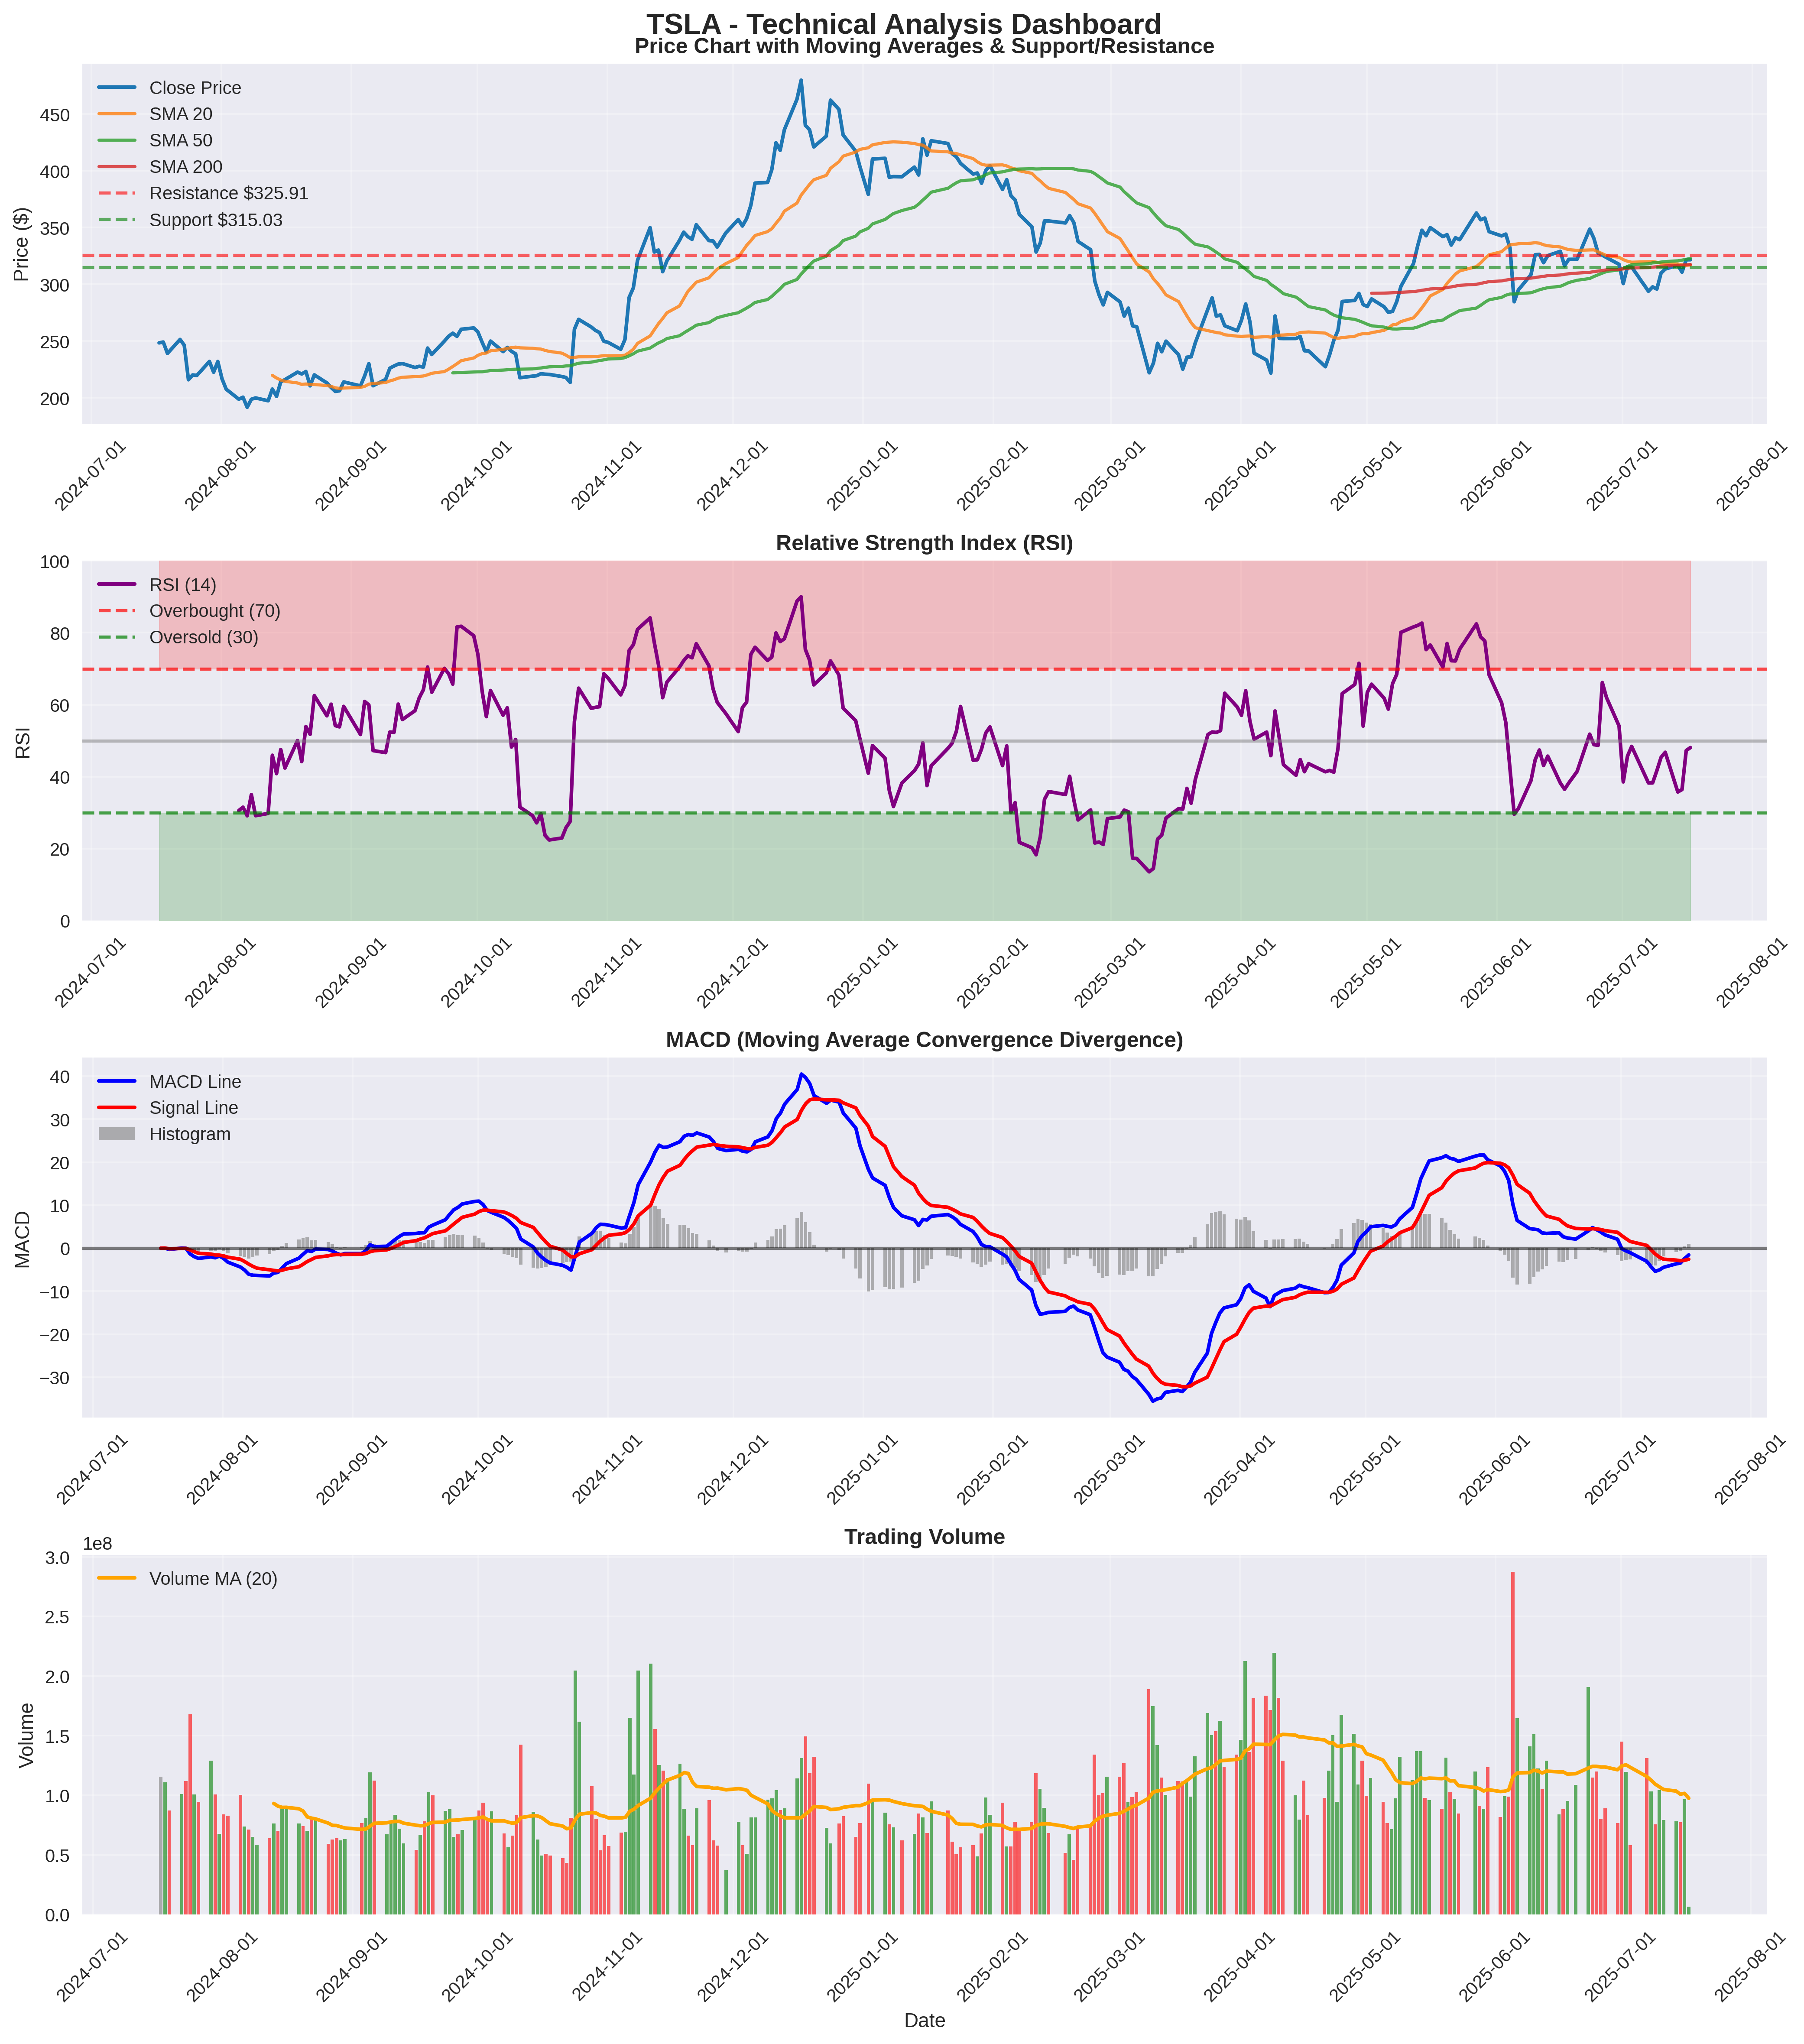 TSLA - Technical Analysis Dashboard
Price Chart with Moving Averages & Support/Resistance
Close Price
SMA 20
SMA 50
SMA 200
Resistance $325.91
Support $315.03
Price ($)
450
400
350
300
250
200
2024-07-01 2024-08-01 2024-09-01 2024-10-01 2024-11-01 2024-12-01 2025-01-01 2025-02-01 2025-03-01 2025-04-01 2025-05-01 2025-06-01 2025-07-01 2025-08-01
Relative Strength Index (RSI)
RSI (14)
Overbought (70)
Oversold (30)
RSI
100
80
60
40
20
0
2024-07-01 2024-08-01 2024-09-01 2024-10-01 2024-11-01 2024-12-01 2025-01-01 2025-02-01 2025-03-01 2025-04-01 2025-05-01 2025-06-01 2025-07-01 2025-08-01
MACD (Moving Average Convergence Divergence)
MACD Line
Signal Line
Histogram
MACD
40
30
20
10
0
−10
−20
−30
2024-07-01 2024-08-01 2024-09-01 2024-10-01 2024-11-01 2024-12-01 2025-01-01 2025-02-01 2025-03-01 2025-04-01 2025-05-01 2025-06-01 2025-07-01 2025-08-01
Trading Volume
1e8
Volume MA (20)
Volume
3.0
2.5
2.0
1.5
1.0
0.5
0.0
2024-07-01 2024-08-01 2024-09-01 2024-10-01 2024-11-01 2024-12-01 2025-01-01 2025-02-01 2025-03-01 2025-04-01 2025-05-01 2025-06-01 2025-07-01 2025-08-01
Date